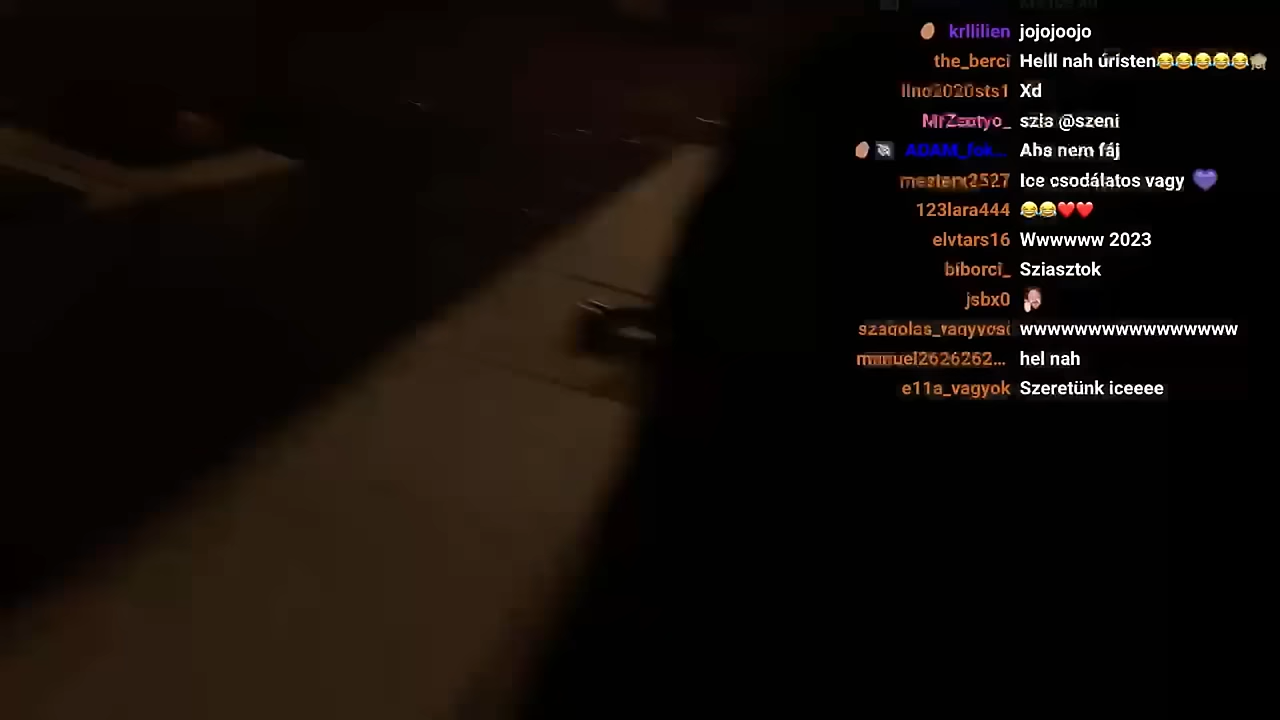 krllilien jojojoojo
the_berci Helll nah úristen😂😂😂😂😂
Xd
szia @szeni
ADAM_fok... Aha nem fáj
Ice csodálatos vagy 💜
123lara444 😂😂❤️❤️
elvtars16 Wwwwww 2023
biborci_ Sziasztok
jsbx0
wwwwwwwwwwwwwwww
hel nah
e11a_vagyok Szeretünk iceeee